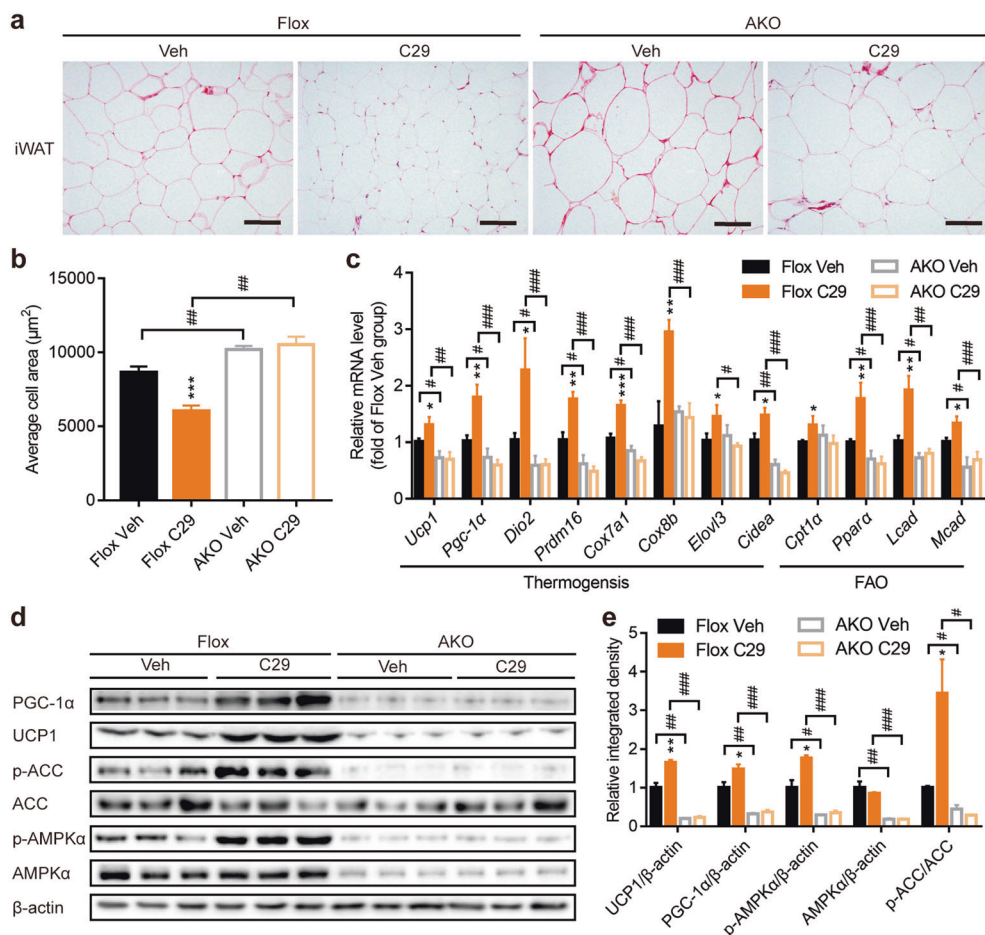 a
Flox
AKO
Veh
C29
Veh
C29
iWAT
b
Average cell area (μm²)
15000
10000
5000
0
##
##
***
Flox Veh
Flox C29
AKO Veh
AKO C29
c
Relative mRNA level
(fold of Flox Veh group)
4
3
2
1
0
Flox Veh
Flox C29
AKO Veh
AKO C29
* # ##
** # ###
* # ###
** # ###
*** # ###
** ###
* #
* ## ###
*
** # ###
** # ##
* # ##
Ucp1
Pgc-1α
Dio2
Prdm16
Cox7a1
Cox8b
Elovl3
Cidea
Cpt1α
Pparα
Lcad
Mcad
Thermogensis
FAO
d
Flox
AKO
Veh
C29
Veh
C29
PGC-1α
UCP1
p-ACC
ACC
p-AMPKα
AMPKα
β-actin
e
Relative integrated density
5
4
3
2
1
0
Flox Veh
Flox C29
AKO Veh
AKO C29
** ## ###
* ## ###
* # ###
## ###
* # #
UCP1/β-actin
PGC-1α/β-actin
p-AMPKα/β-actin
AMPKα/β-actin
p-ACC/ACC